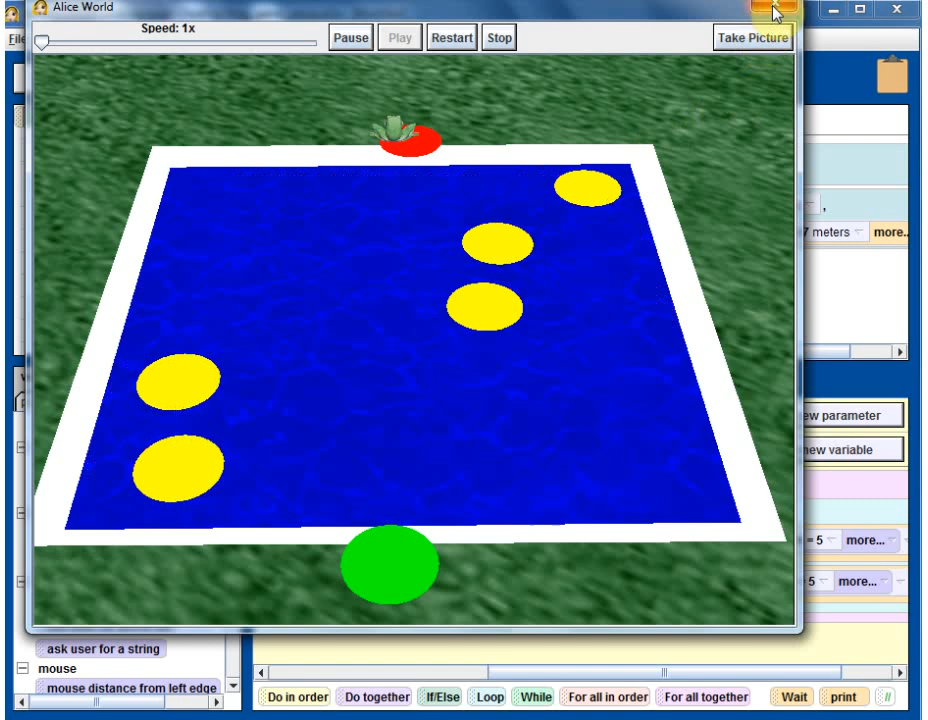 Alice World
Speed: 1x
Pause
Play
Restart
Stop
Take Picture
7 meters
more..
ew parameter
new variable
= 5
more...
5
more...
ask user for a string
mouse
mouse distance from left edge
Do in order
Do together
If/Else
Loop
While
For all in order
For all together
Wait
print
//